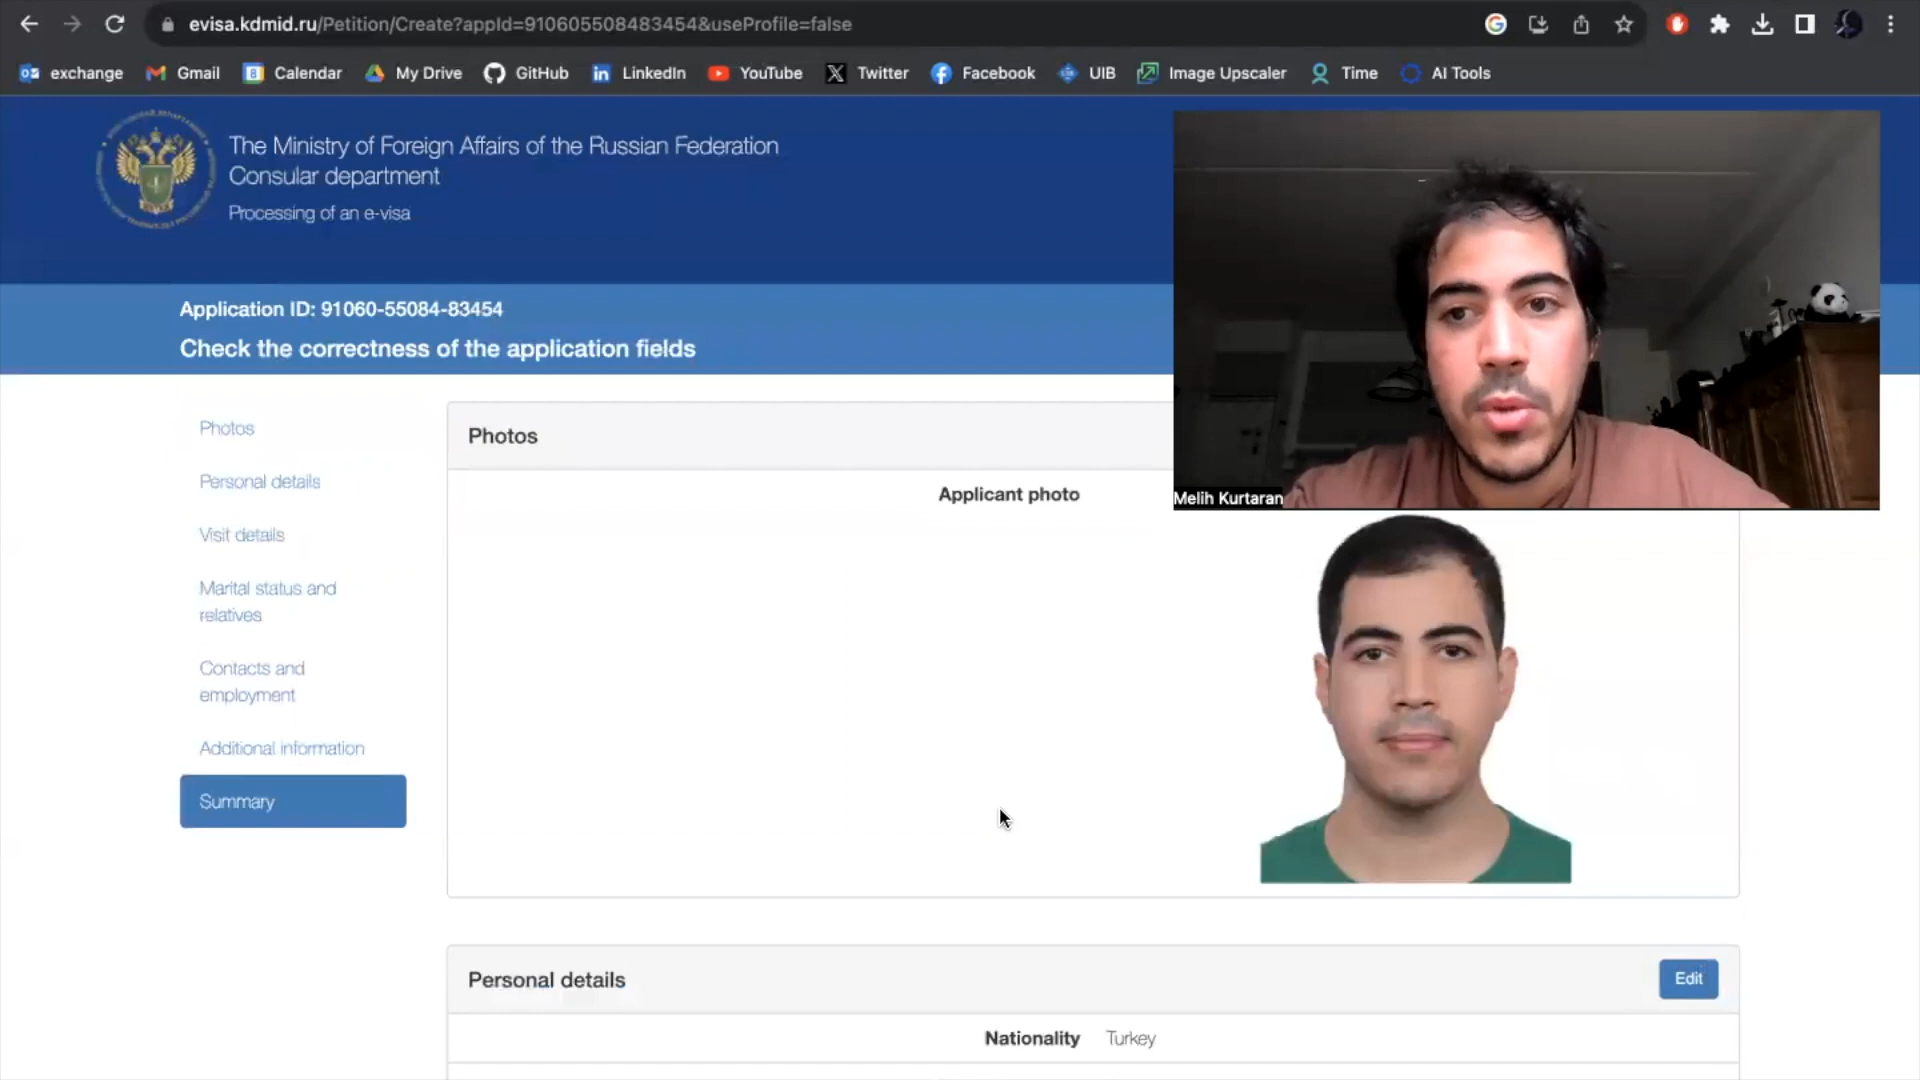 evisa.kdmid.ru/Petition/Create?appId=910605508483454&useProfile=false
exchange Gmail 8 Calendar My Drive GitHub LinkedIn YouTube Twitter Facebook UIB Image Upscaler Time AI Tools
The Ministry of Foreign Affairs of the Russian Federation
Consular department
Processing of an e-visa
Application ID: 91060-55084-83454
Check the correctness of the application fields
Melih Kurtaran
Photos
Personal details
Visit details
Marital status and
relatives
Contacts and
employment
Additional information
Summary
Photos
Applicant photo
Personal details
Edit
Nationality Turkey